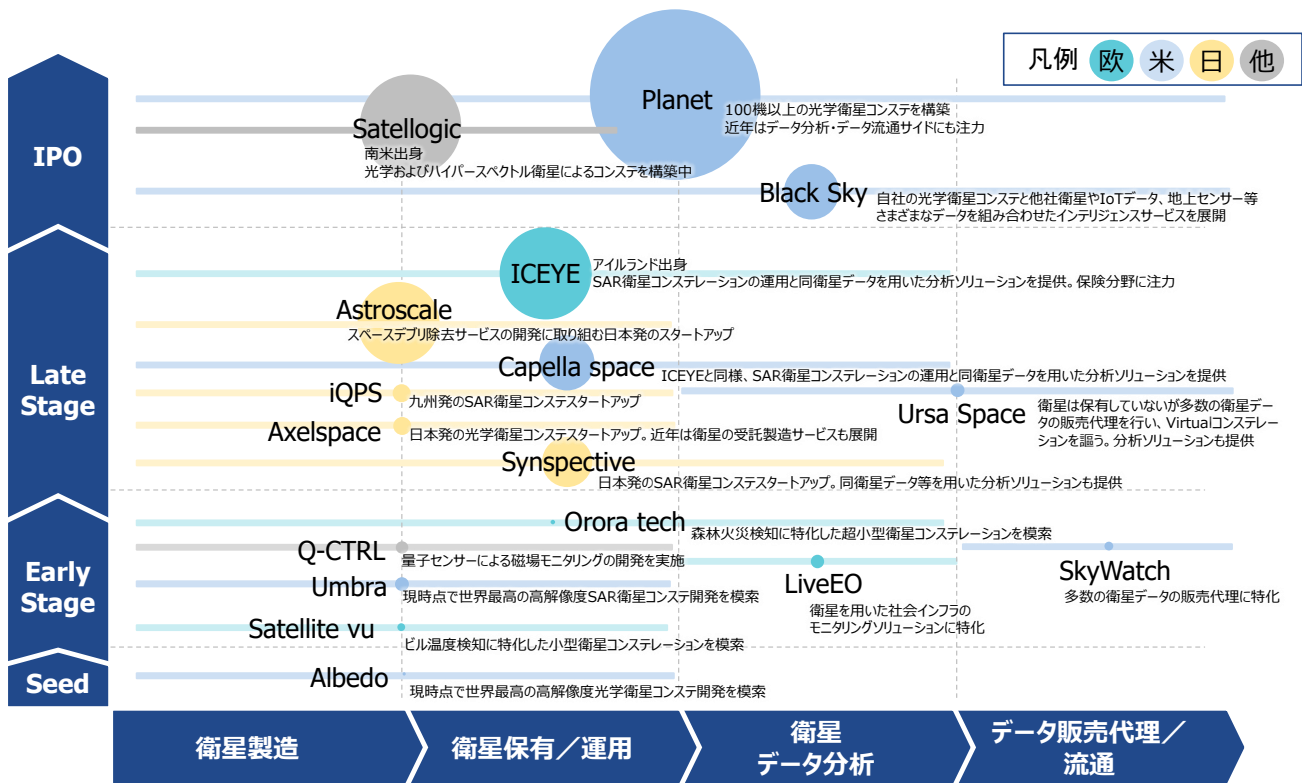 凡例 欧 米 日 他
IPO
Planet
100機以上の光学衛星コンステを構築
近年はデータ分析・データ流通サイドにも注力
Satellogic
南米出身
光学およびハイパースペクトル衛星によるコンステを構築中
Black Sky
自社の光学衛星コンステと他社衛星やIoTデータ、地上センサー等
さまざまなデータを組み合わせたインテリジェンスサービスを展開
Late
Stage
ICEYE
アイルランド出身
SAR衛星コンステレーションの運用と同衛星データを用いた分析ソリューションを提供。保険分野に注力
Astroscale
スペースデブリ除去サービスの開発に取り組む日本発のスタートアップ
Capella space
ICEYEと同様、SAR衛星コンステレーションの運用と同衛星データを用いた分析ソリューションを提供
iQPS
九州発のSAR衛星コンステスタートアップ
Ursa Space
衛星は保有していないが多数の衛星デー
タの販売代理を行い、Virtualコンステレー
ションを謳う。分析ソリューションも提供
Axelspace
日本発の光学衛星コンステスタートアップ。近年は衛星の受託製造サービスも展開
Synspective
日本発のSAR衛星コンステスタートアップ。同衛星データ等を用いた分析ソリューションも提供
Early
Stage
Orora tech
森林火災検知に特化した超小型衛星コンステレーションを模索
Q-CTRL
量子センサーによる磁場モニタリングの開発を実施
Umbra
現時点で世界最高の高解像度SAR衛星コンステ開発を模索
LiveEO
衛星を用いた社会インフラの
モニタリングソリューションに特化
SkyWatch
多数の衛星データの販売代理に特化
Satellite vu
ビル温度検知に特化した小型衛星コンステレーションを模索
Seed
Albedo
現時点で世界最高の高解像度光学衛星コンステ開発を模索
衛星製造
衛星保有／運用
衛星
データ分析
データ販売代理／
流通